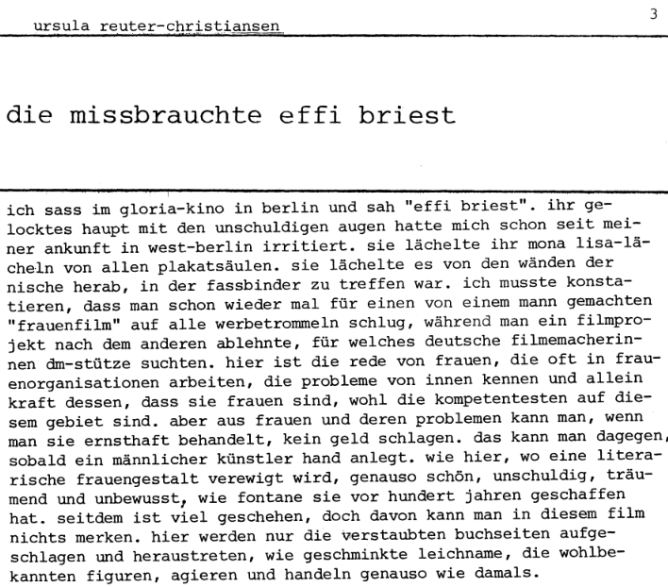 ursula reuter-christiansen
3
die missbrauchte effi briest
ich sass im gloria-kino in berlin und sah "effi briest". ihr ge-
locktes haupt mit den unschuldigen augen hatte mich schon seit mei-
ner ankunft in west-berlin irritiert. sie lächelte ihr mona lisa-lä-
cheln von allen plakatsäulen. sie lächelte es von den wänden der
nische herab, in der fassbinder zu treffen war. ich musste konsta-
tieren, dass man schon wieder mal für einen von einem mann gemachten
"frauenfilm" auf alle werbetrommeln schlug, während man ein filmpro-
jekt nach dem anderen ablehnte, für welches deutsche filmemacherin-
nen dm-stütze suchten. hier ist die rede von frauen, die oft in frau-
enorganisationen arbeiten, die probleme von innen kennen und allein
kraft dessen, dass sie frauen sind, wohl die kompetentesten auf die-
sem gebiet sind. aber aus frauen und deren problemen kann man, wenn
man sie ernsthaft behandelt, kein geld schlagen. das kann man dagegen,
sobald ein männlicher künstler hand anlegt. wie hier, wo eine litera-
rische frauengestalt verewigt wird, genauso schön, unschuldig, träu-
mend und unbewusst, wie fontane sie vor hundert jahren geschaffen
hat. seitdem ist viel geschehen, doch davon kann man in diesem film
nichts merken. hier werden nur die verstaubten buchseiten aufge-
schlagen und heraustreten, wie geschminkte leichname, die wohlbe-
kannten figuren, agieren und handeln genauso wie damals.